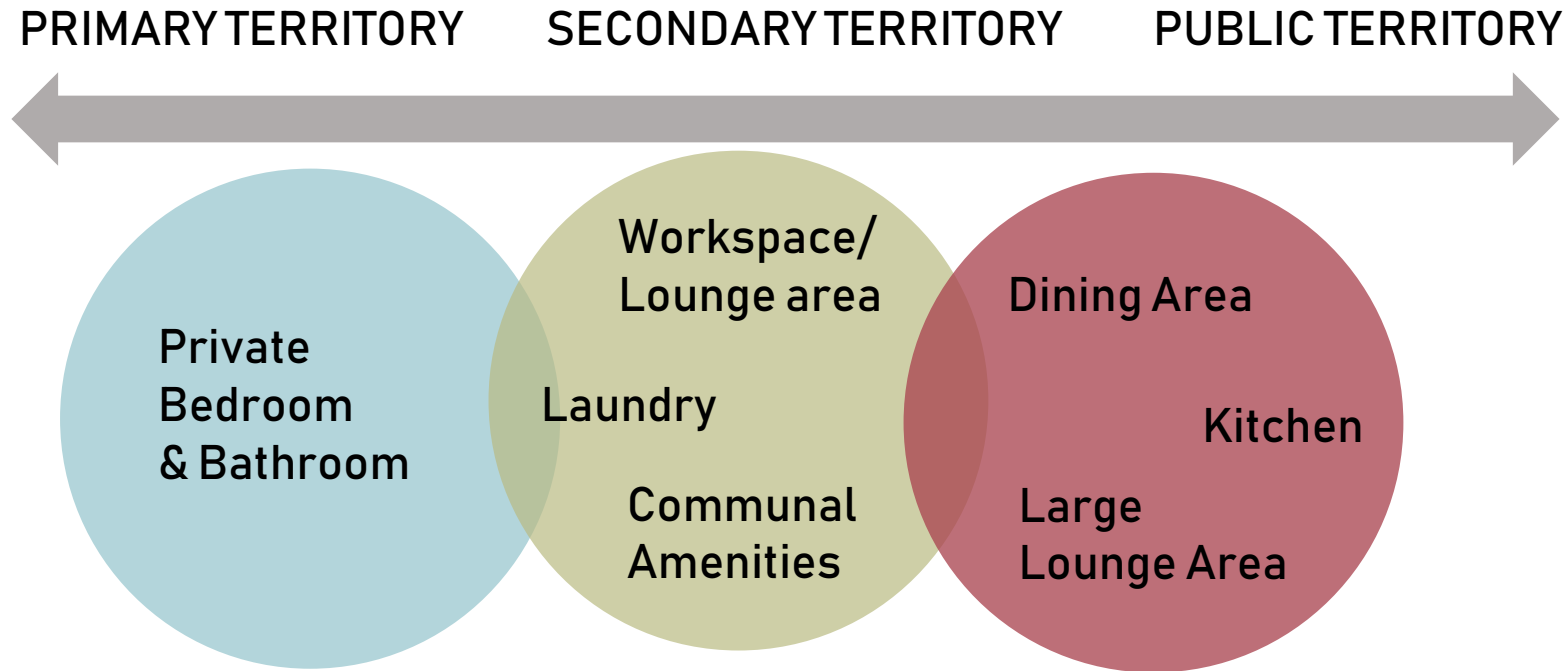 PRIMARY TERRITORY
SECONDARY TERRITORY
PUBLIC TERRITORY
Private
Bedroom
& Bathroom
Workspace/
Lounge area
Laundry
Communal
Amenities
Dining Area
Kitchen
Large
Lounge Area